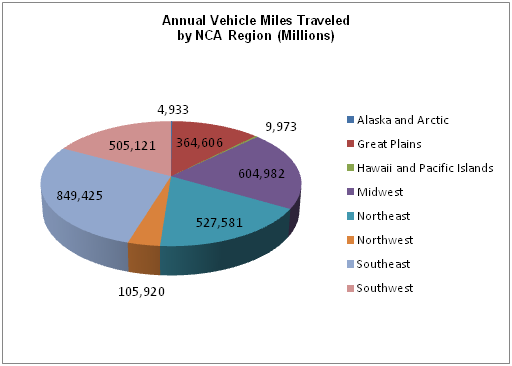 Annual Vehicle Miles Traveled
by NCA Region (Millions)
4,933
9,973
505,121
364,606
604,982
849,425
527,581
105,920
Alaska and Arctic
Great Plains
Hawaii and Pacific Islands
Midwest
Northeast
Northwest
Southeast
Southwest